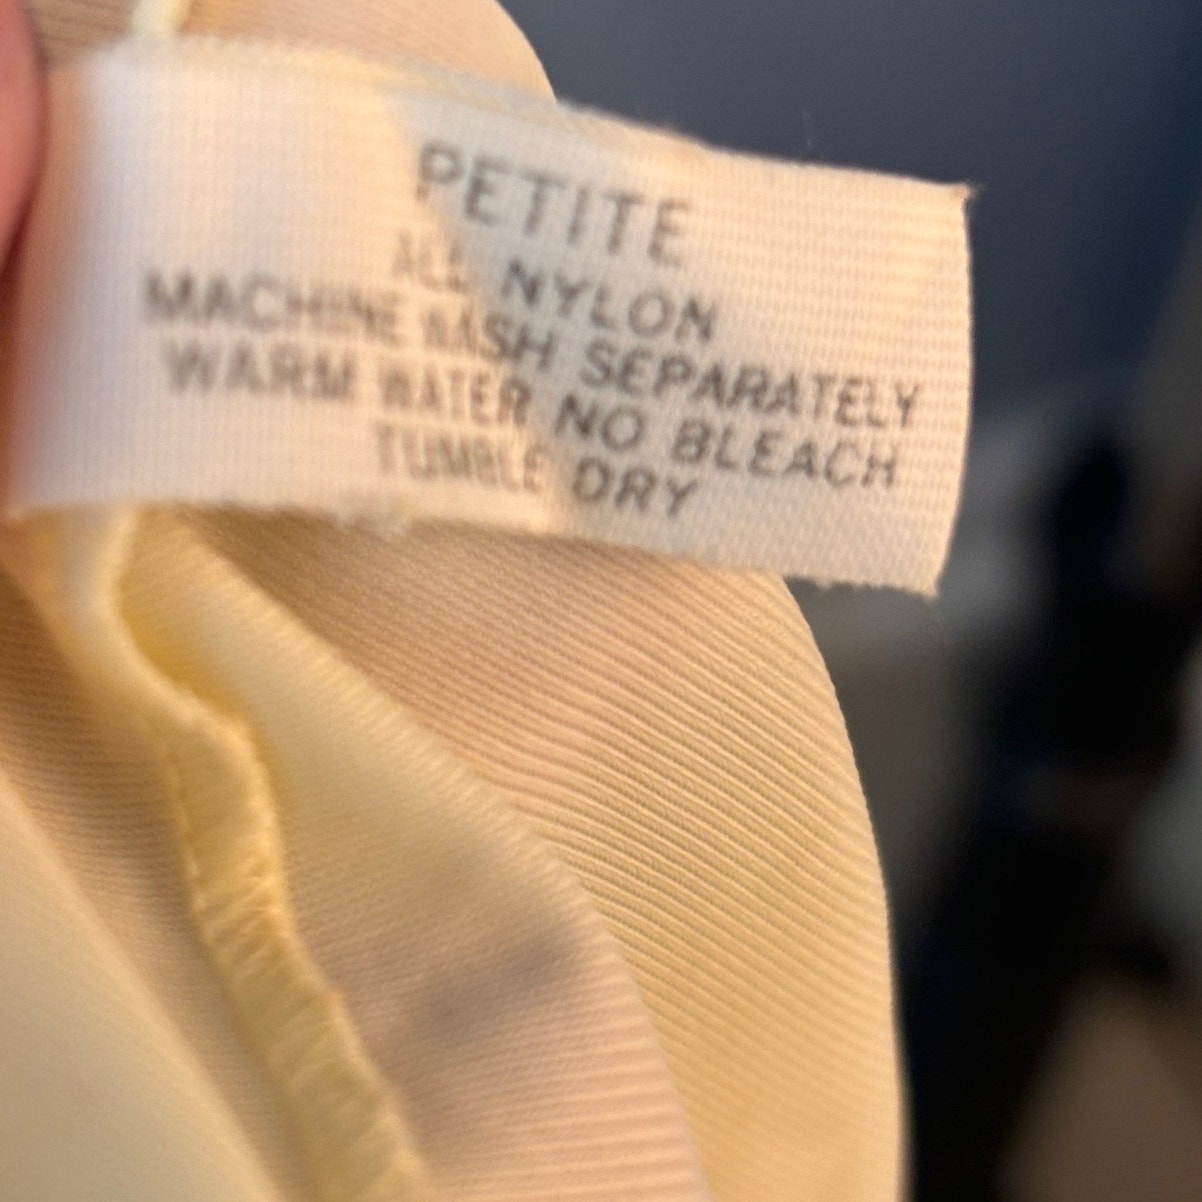 PETITE
ALL NYLON
MACHINE WASH SEPARATELY
WARM WATER NO BLEACH
TUMBLE DRY